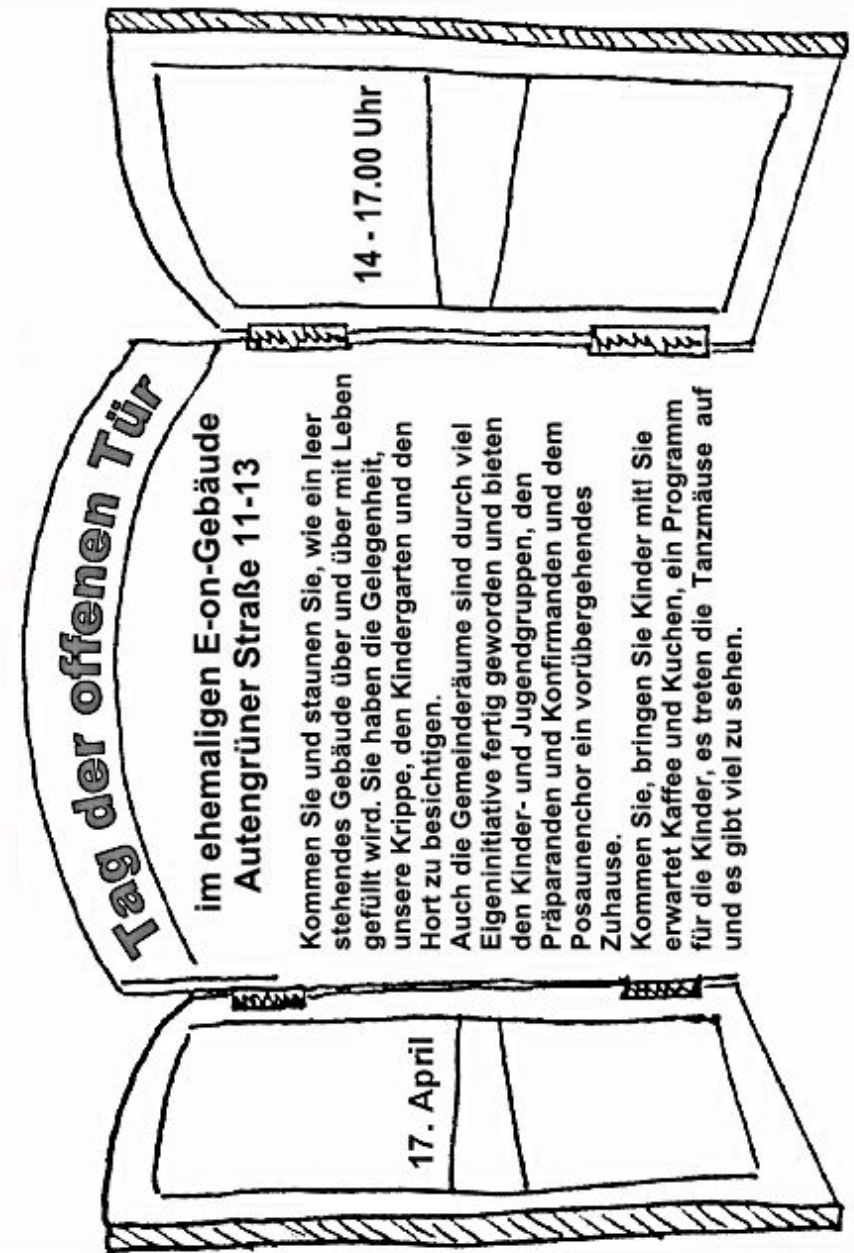 Tag der offenen Tür
17. April
14 - 17.00 Uhr
im ehemaligen E-on-Gebäude
Autengrüner Straße 11-13
Kommen Sie und staunen Sie, wie ein leer
stehendes Gebäude über und über mit Leben
gefüllt wird. Sie haben die Gelegenheit,
unsere Krippe, den Kindergarten und den
Hort zu besichtigen.
Auch die Gemeinderäume sind durch viel
Eigeninitiative fertig geworden und bieten
den Kinder- und Jugendgruppen, den
Präparanden und Konfirmanden und dem
Posaunenchor ein vorübergehendes
Zuhause.
Kommen Sie, bringen Sie Kinder mit! Sie
erwartet Kaffee und Kuchen, ein Programm
für die Kinder, es treten die Tanzmäuse auf
und es gibt viel zu sehen.